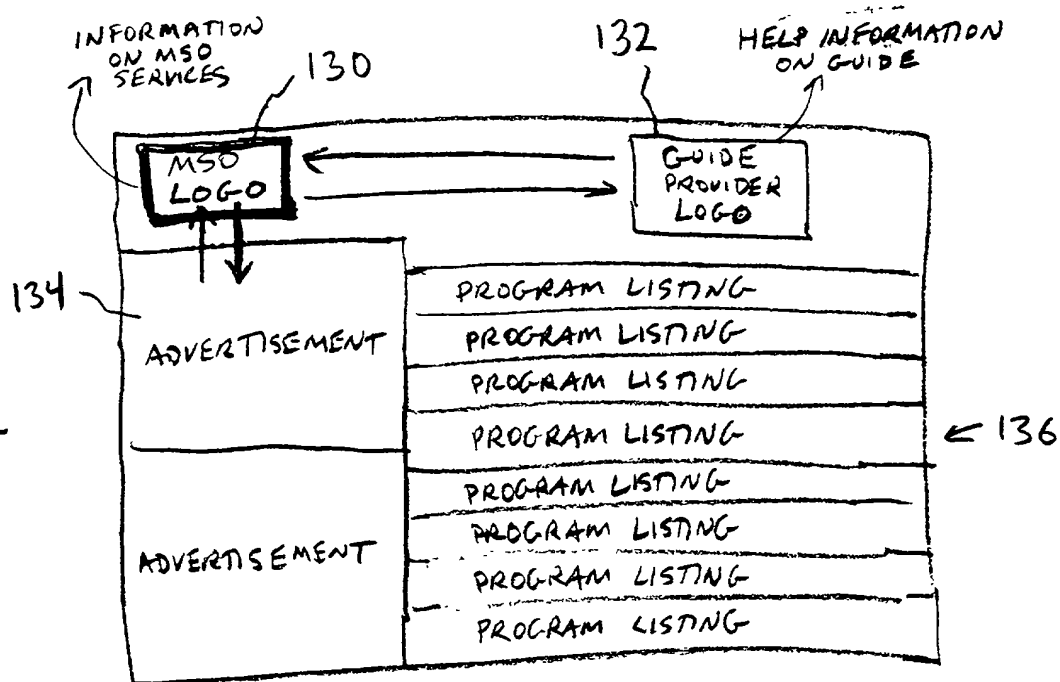 INFORMATION
ON MSO
SERVICES
130
132
HELP INFORMATION
ON GUIDE
MSO
LOGO
GUIDE
PROVIDER
LOGO
134
ADVERTISEMENT
ADVERTISEMENT
PROGRAM LISTING
PROGRAM LISTING
PROGRAM LISTING
PROGRAM LISTING
PROGRAM LISTING
PROGRAM LISTING
PROGRAM LISTING
PROGRAM LISTING
136